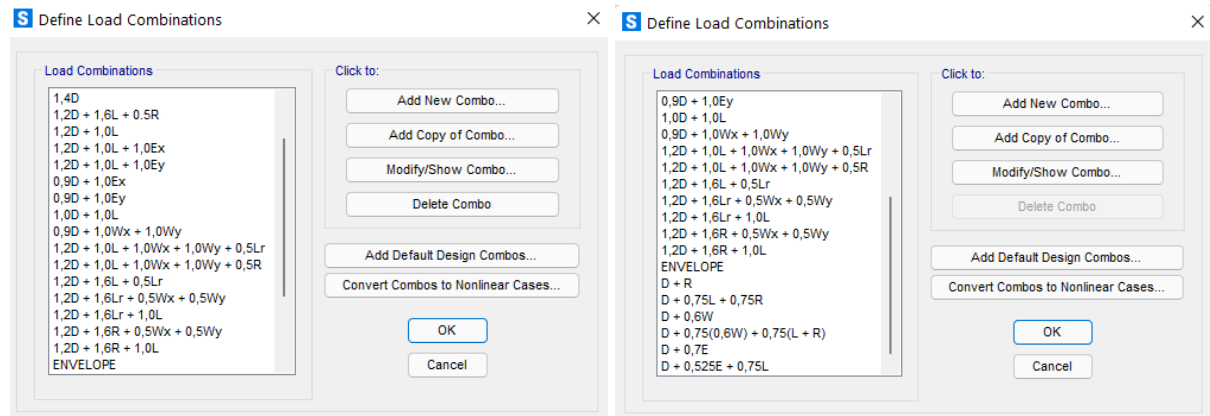 S Define Load Combinations
Load Combinations
1,4D
1,2D + 1,6L + 0.5R
1,2D + 1,0L
1,2D + 1,0L + 1,0Ex
1,2D + 1,0L + 1,0Ey
0,9D + 1,0Ex
0,9D + 1,0Ey
1,0D + 1,0L
0,9D + 1,0Wx + 1,0Wy
1,2D + 1,0L + 1,0Wx + 1,0Wy + 0,5Lr
1,2D + 1,0L + 1,0Wx + 1,0Wy + 0,5R
1,2D + 1,6L + 0,5Lr
1,2D + 1,6Lr + 0,5Wx + 0,5Wy
1,2D + 1,6Lr + 1,0L
1,2D + 1,6R + 0,5Wx + 0,5Wy
1,2D + 1,6R + 1,0L
ENVELOPE
Click to:
Add New Combo...
Add Copy of Combo...
Modify/Show Combo...
Delete Combo
Add Default Design Combos...
Convert Combos to Nonlinear Cases...
OK
Cancel
S Define Load Combinations
Load Combinations
0,9D + 1,0Ey
1,0D + 1,0L
0,9D + 1,0Wx + 1,0Wy
1,2D + 1,0L + 1,0Wx + 1,0Wy + 0,5Lr
1,2D + 1,0L + 1,0Wx + 1,0Wy + 0,5R
1,2D + 1,6L + 0,5Lr
1,2D + 1,6Lr + 0,5Wx + 0,5Wy
1,2D + 1,6Lr + 1,0L
1,2D + 1,6R + 0,5Wx + 0,5Wy
1,2D + 1,6R + 1,0L
ENVELOPE
D + R
D + 0,75L + 0,75R
D + 0,6W
D + 0,75(0,6W) + 0,75(L + R)
D + 0,7E
D + 0,525E + 0,75L
Click to:
Add New Combo...
Add Copy of Combo...
Modify/Show Combo...
Delete Combo
Add Default Design Combos...
Convert Combos to Nonlinear Cases...
OK
Cancel